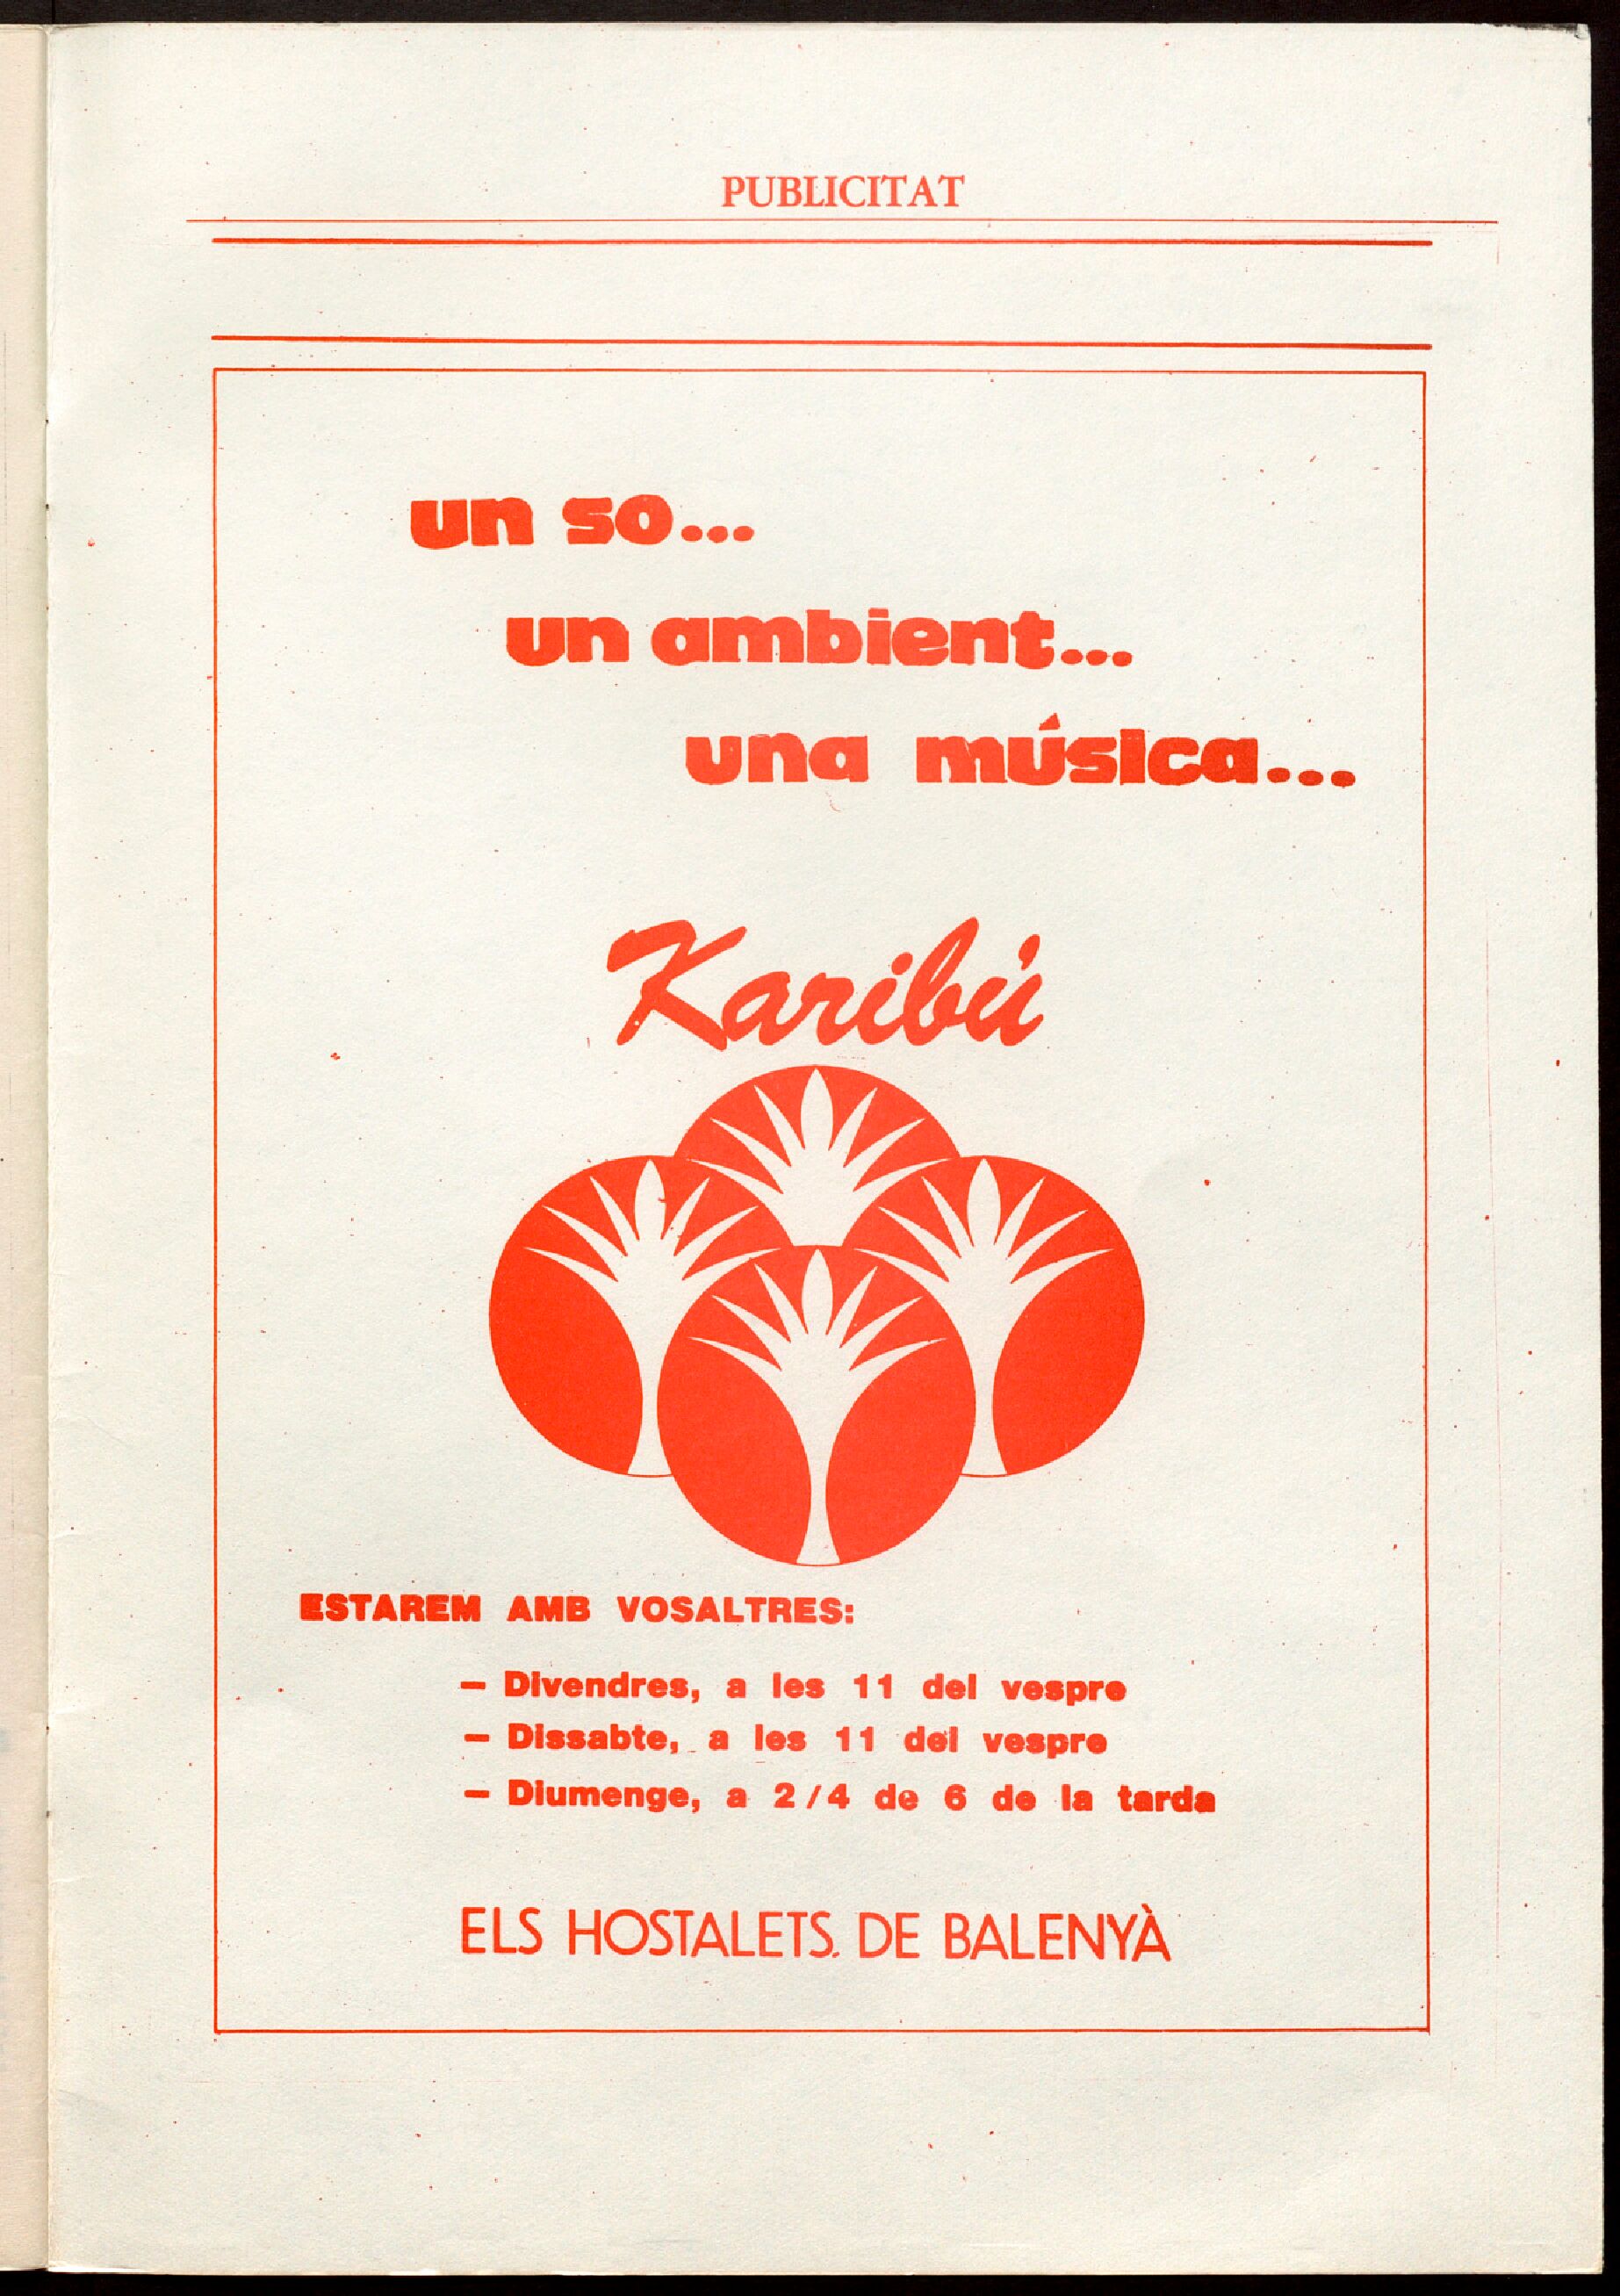 PUBLICITAT
un so...
un ambient...
una música...
Karibú
ESTAREM AMB VOSALTRES:
— Divendres, a les 11 del vespre
— Dissabte, a les 11 del vespre
— Diumenge, a 2/4 de 6 de la tarda
ELS HOSTALETS. DE BALENYÀ